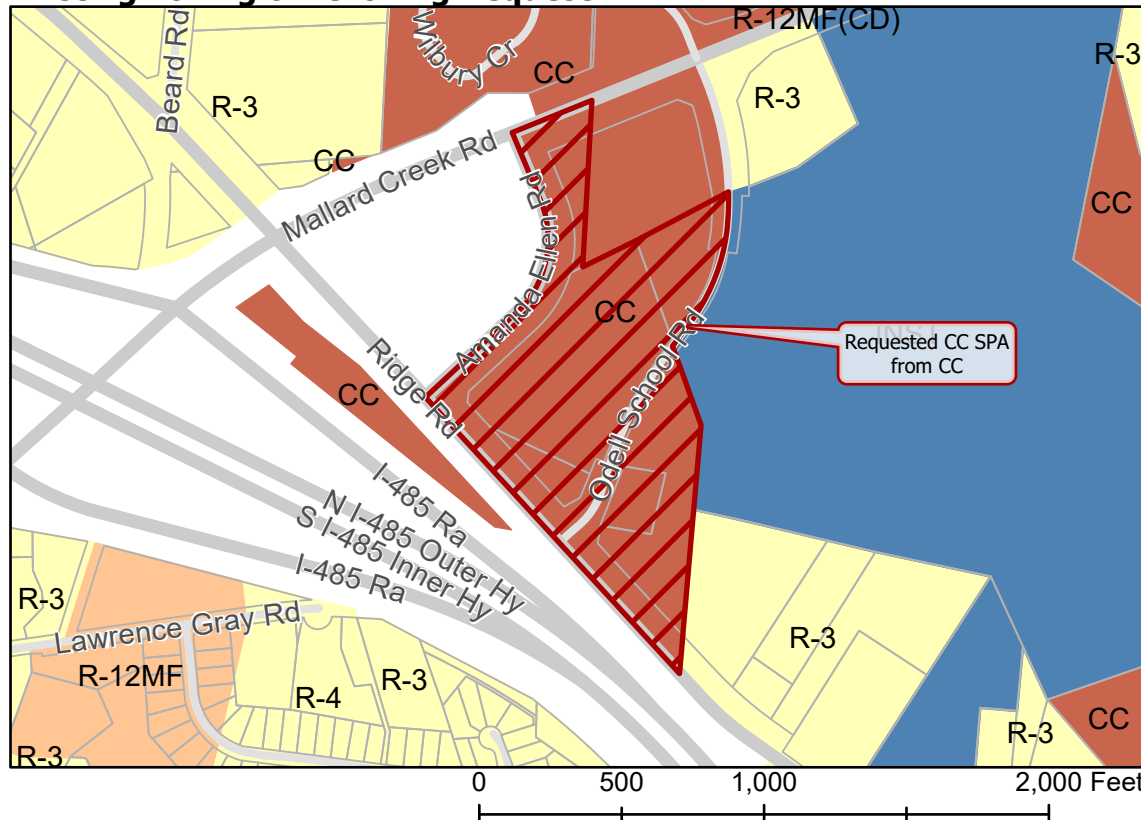 R-12MF(CD)
Wilbury Cr
Beard Rd
CC
R-3
R-3
R-3
CC
Mallard Creek Rd
CC
Amanda Ellen Rd
CC
Requested CC SPA
from CC
CC
Ridge Rd
Odell School Rd
I-485 Ra
N I-485 Outer Hy
S I-485 Inner Hy
I-485 Ra
R-3
Lawrence Gray Rd
R-12MF
R-4
R-3
R-3
R-3
CC
R-3
0 500 1,000 2,000 Feet